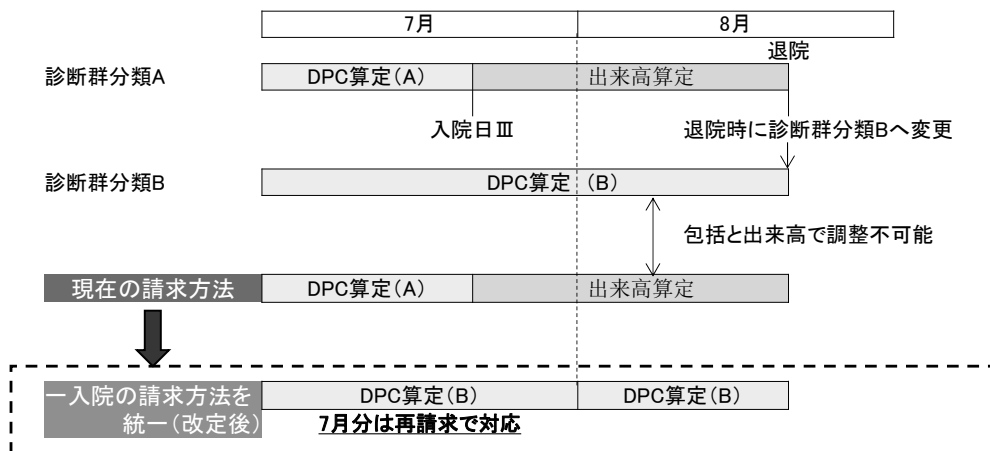 7月
8月
退院
診断群分類A
DPC算定(A)
出来高算定
入院日Ⅲ
退院時に診断群分類Bへ変更
診断群分類B
DPC算定 (B)
包括と出来高で調整不可能
現在の請求方法
DPC算定(A)
出来高算定
一入院の請求方法を
統一(改定後)
DPC算定(B)
DPC算定(B)
7月分は再請求で対応